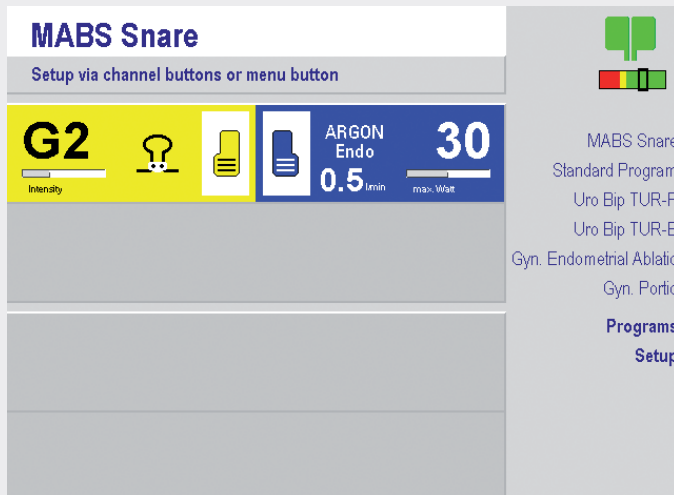 MABS Snare
Setup via channel buttons or menu button
G2
Intensity
ARGON
Endo
0.5 l/min
30
max. Watt
MABS Snare
Standard Program
Uro Bip TUR-
Uro Bip TUR-
Gyn. Endometrial Ablatio
Gyn. Portio
Programs
Setup